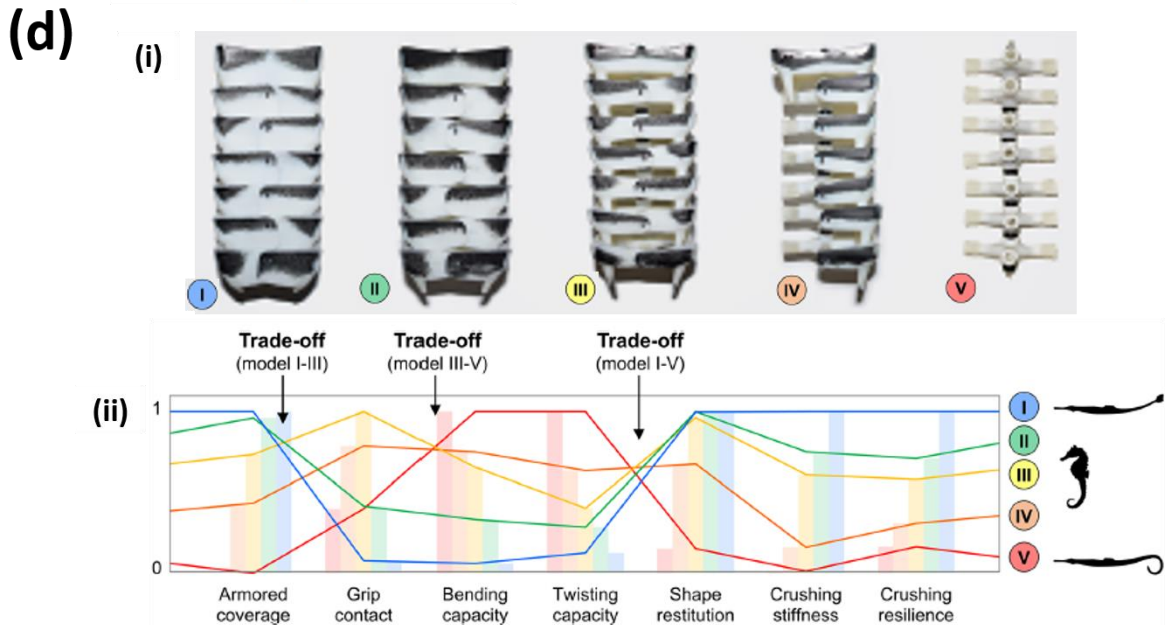 (d)
(i)
I
II
III
IV
V
Trade-off
(model I-III)
Trade-off
(model III-V)
Trade-off
(model I-V)
(ii)
1
0
I
II
III
IV
V
Armored
coverage
Grip
contact
Bending
capacity
Twisting
capacity
Shape
restitution
Crushing
stiffness
Crushing
resilience